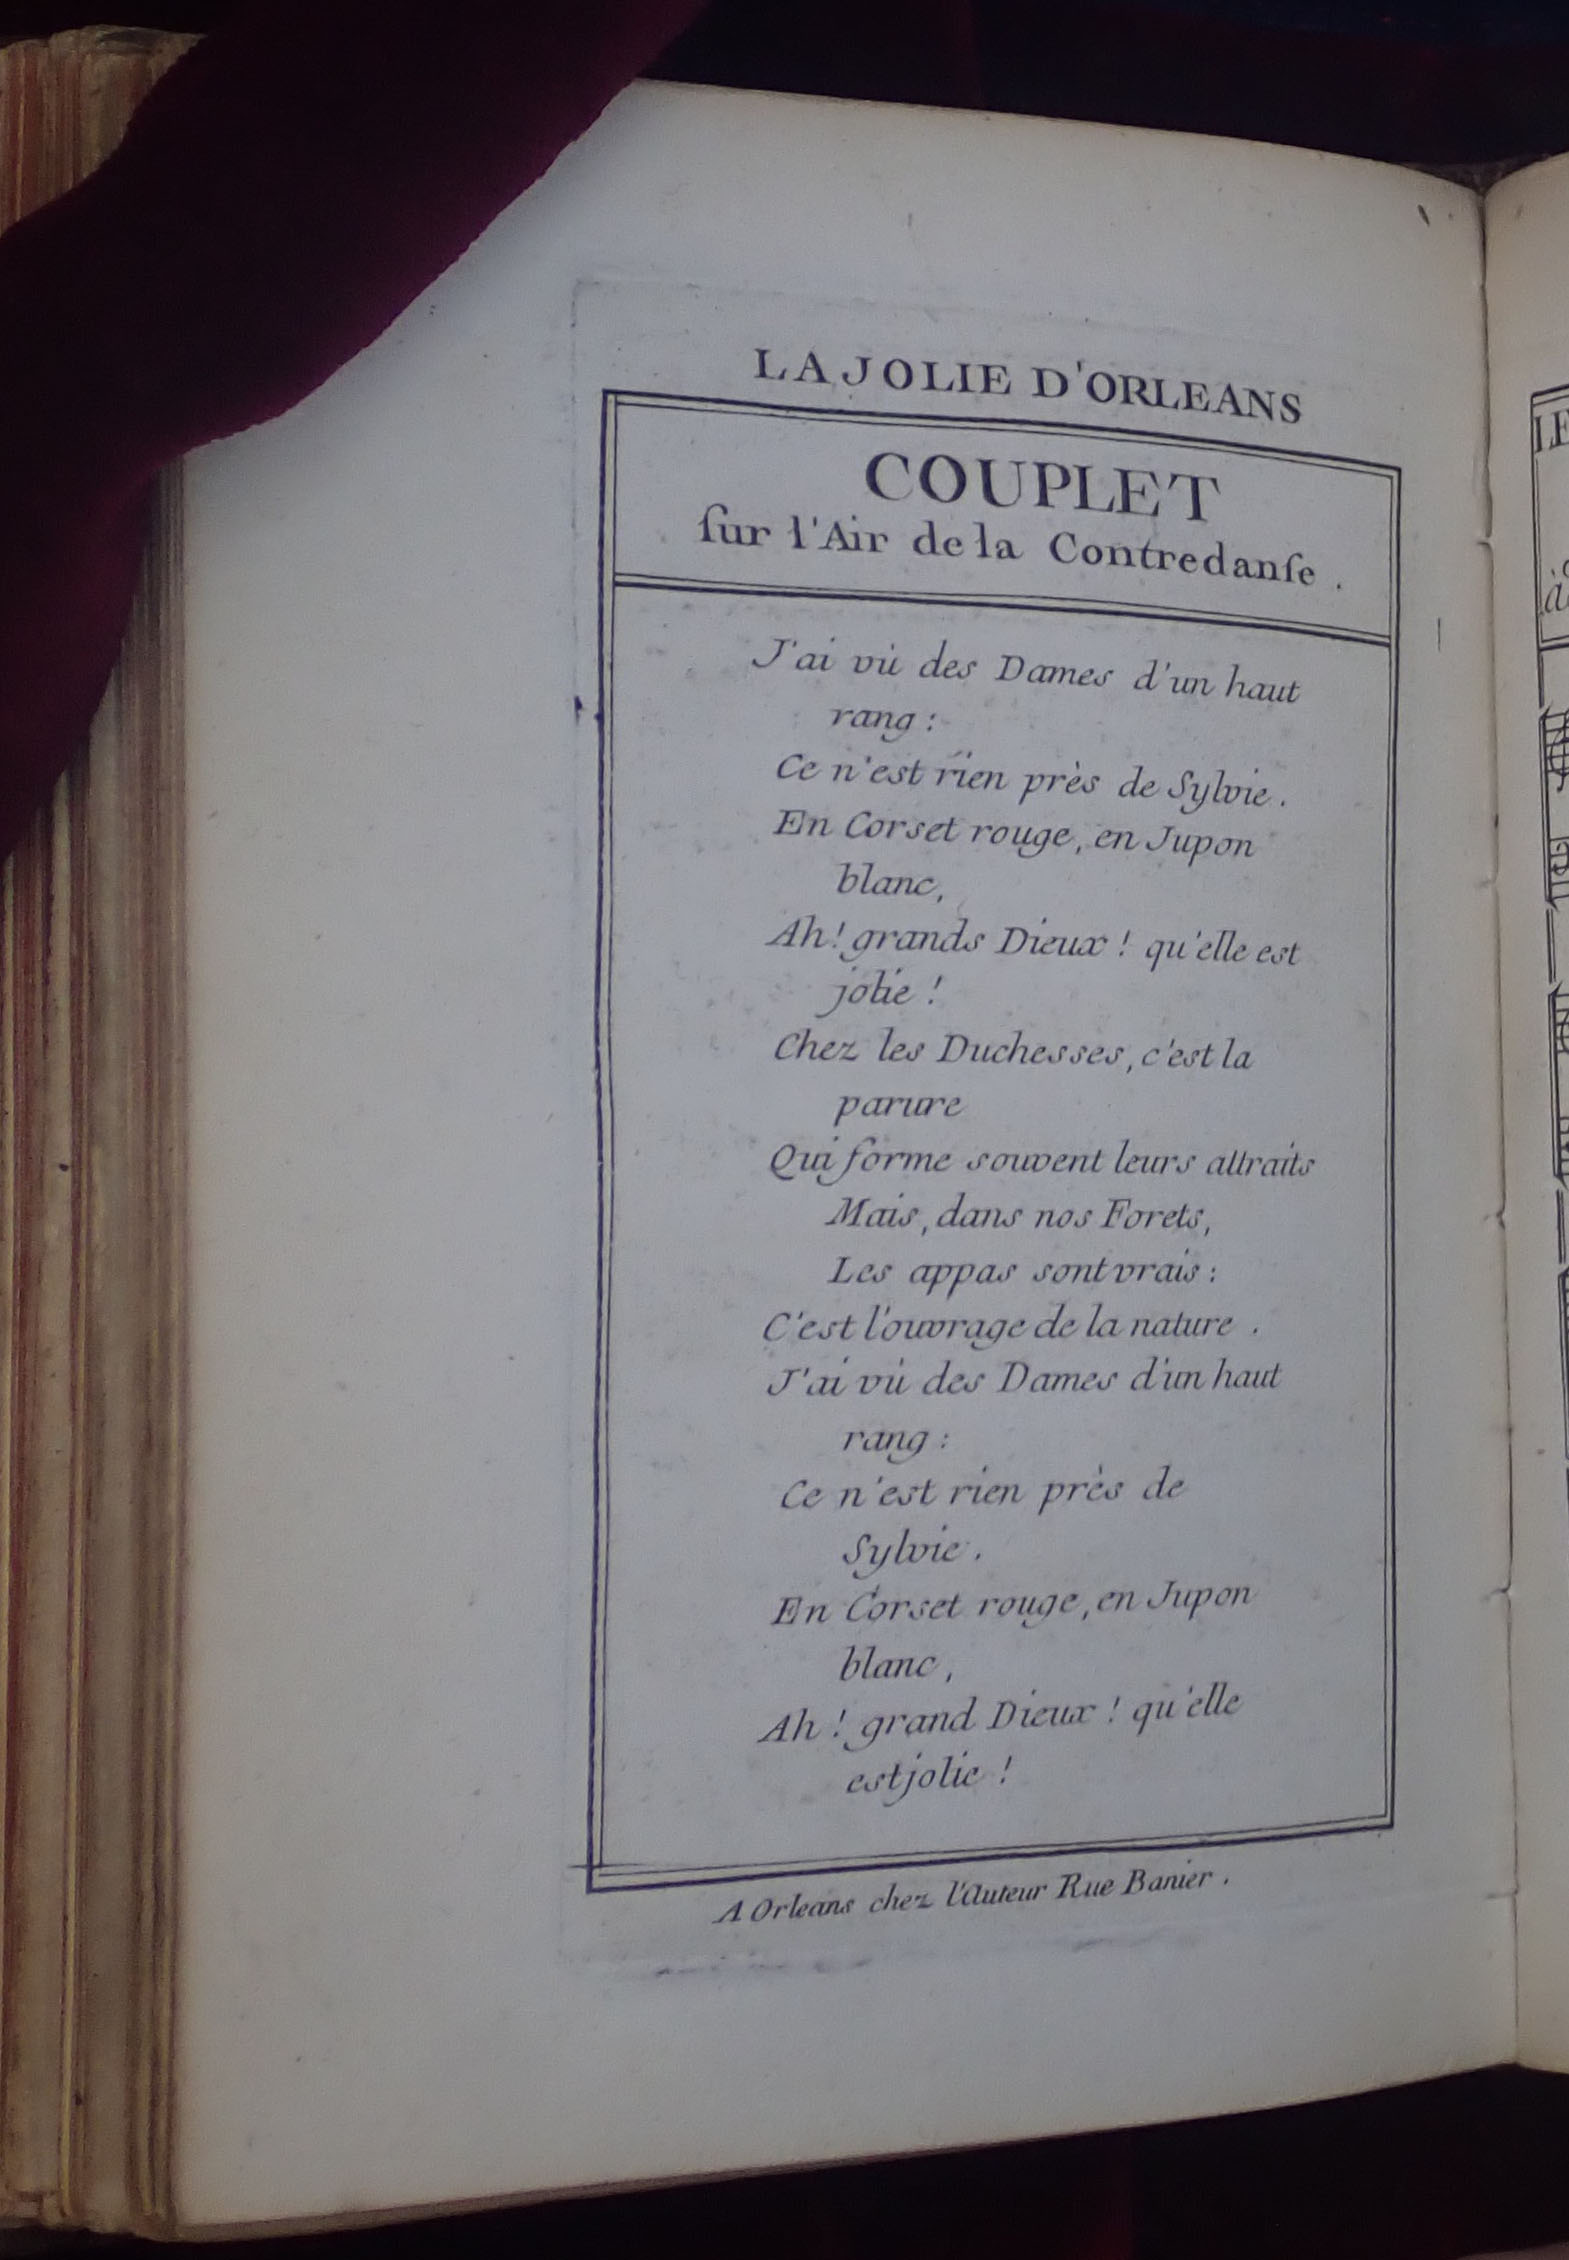 LA JOLIE D'ORLEANS
COUPLET
ſur l'Air de la Contredanſe .
J'ai vû des Dames d'un haut
rang :
Ce n'est rien près de Sylvie .
En Corset rouge, en Jupon
blanc,
Ah ! grands Dieux ! qu'elle est
jolie !
Chez les Duchesses, c'est la
parure
Qui forme souvent leurs attraits
Mais, dans nos Forets,
Les appas sont vrais :
C'est l'ouvrage de la nature .
J'ai vû des Dames d'un haut
rang :
Ce n'est rien près de
Sylvie .
En Corset rouge, en Jupon
blanc ,
Ah ! grand Dieux ! qu'elle
est jolie !
A Orleans chez l'Auteur Rue Banier .